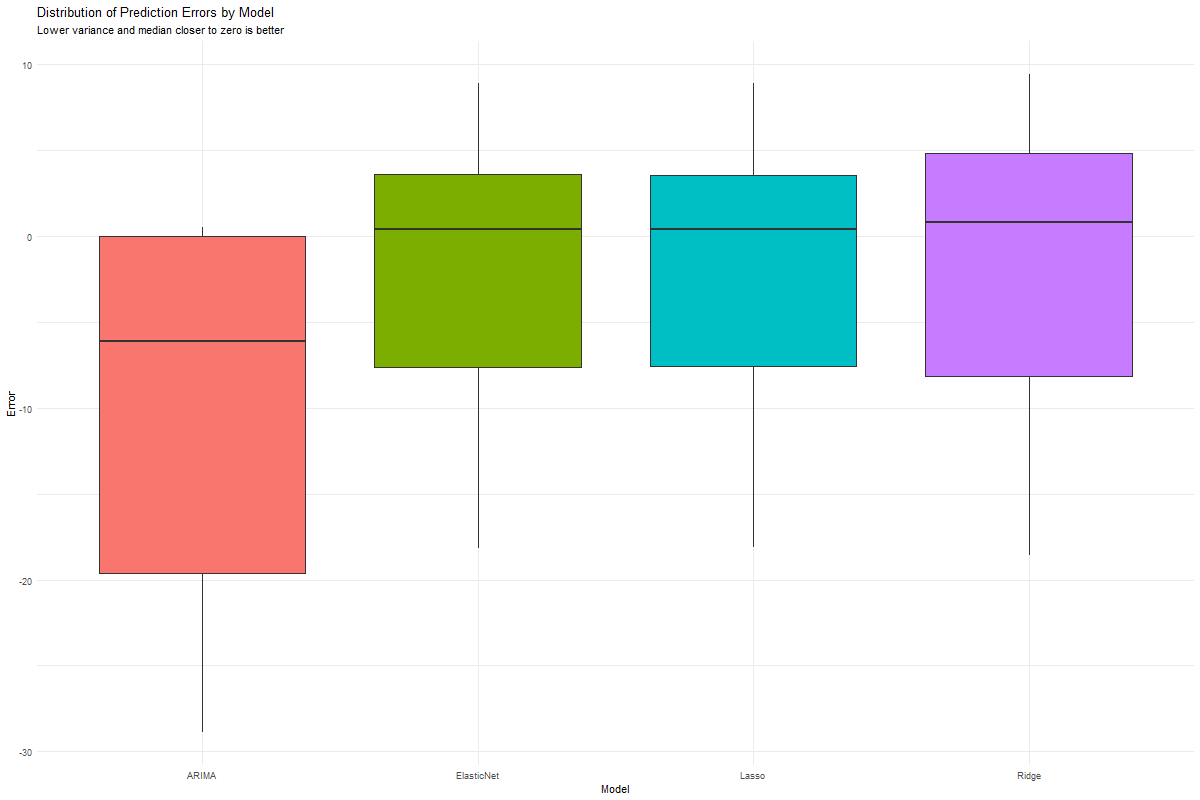 Distribution of Prediction Errors by Model
Lower variance and median closer to zero is better
10
0
-10
-20
-30
Error
ARIMA
ElasticNet
Lasso
Ridge
Model